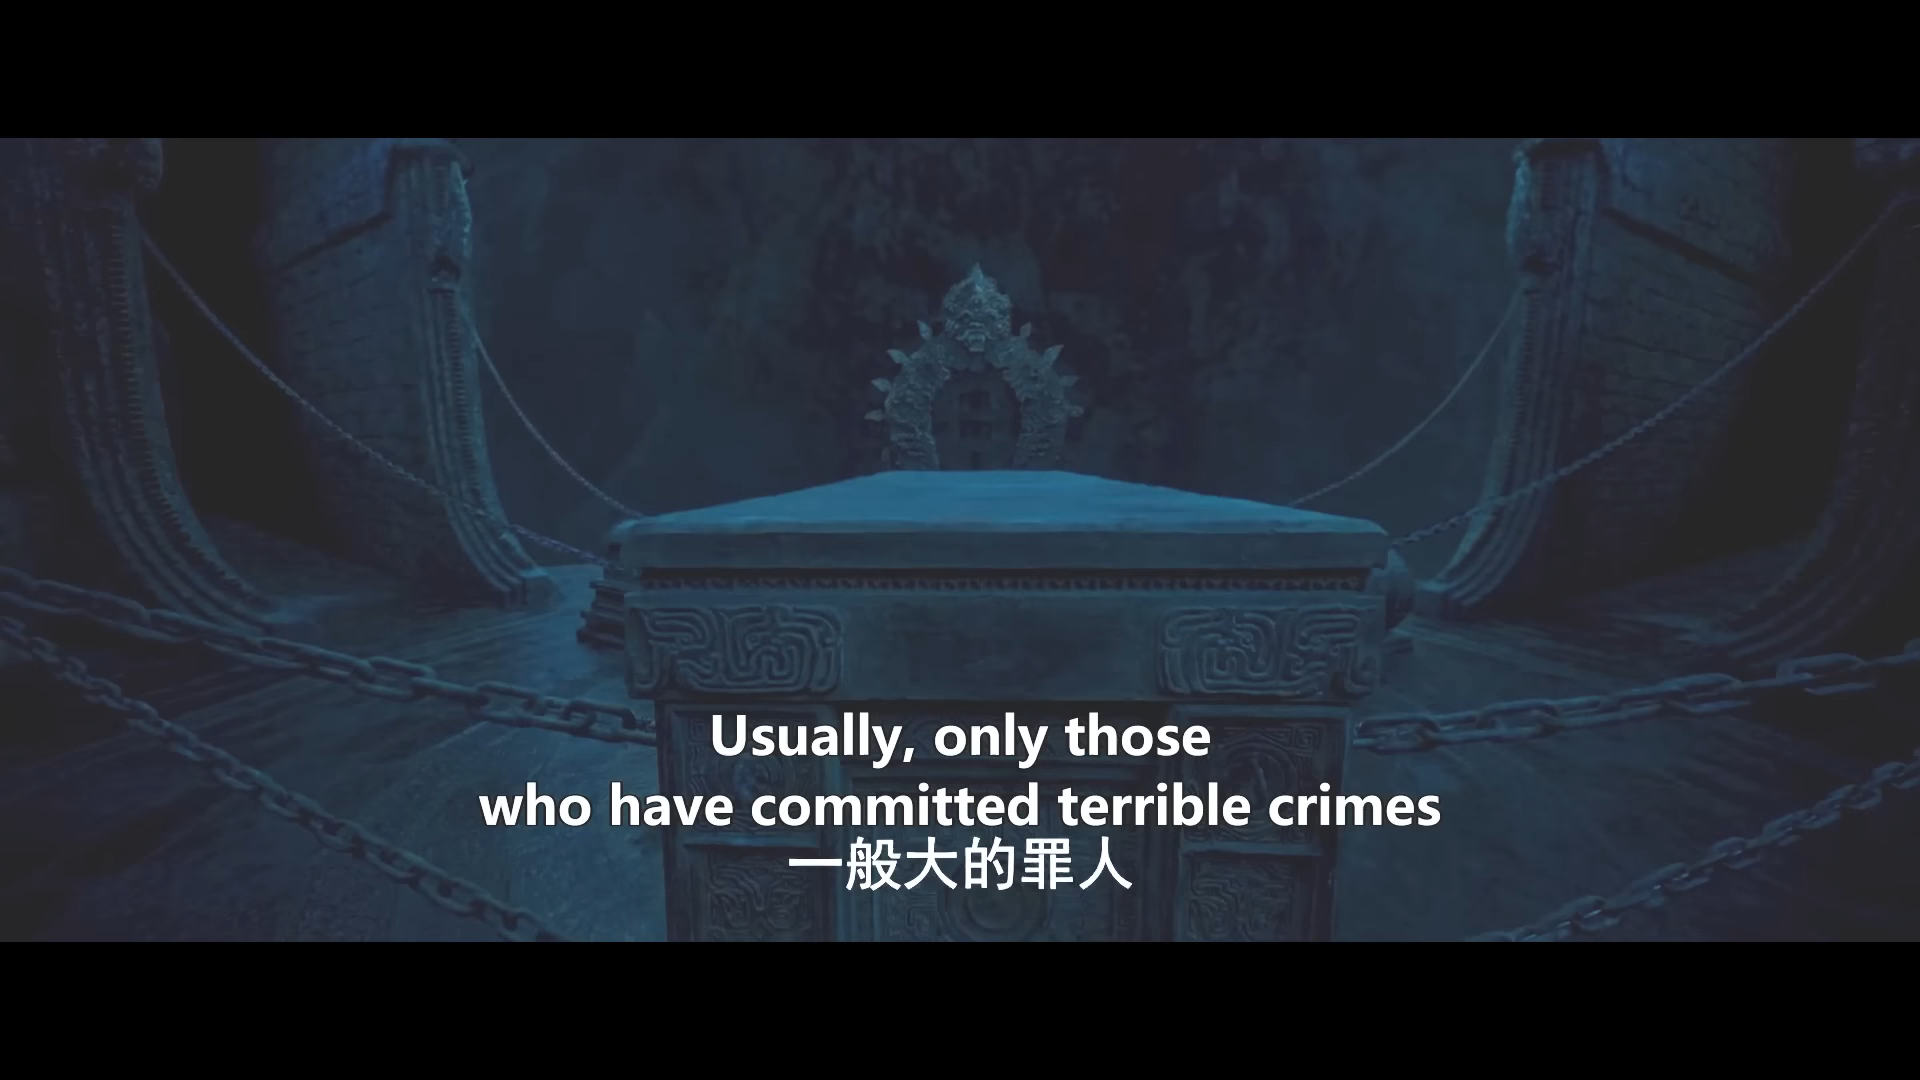 Usually, only those
who have committed terrible crimes
一般大的罪人